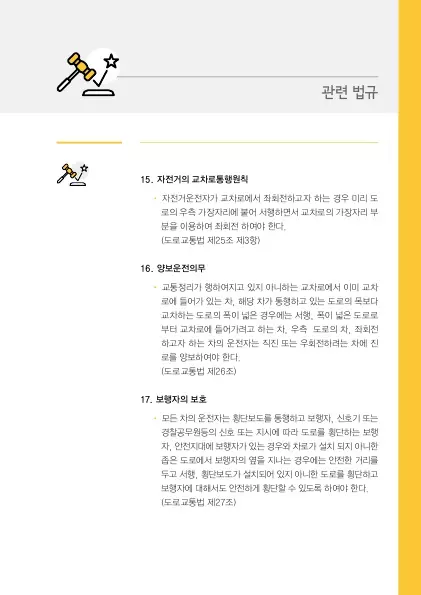 관련 법규
15. 자전거의 교차로통행원칙
• 자전거운전자가 교차로에서 좌회전하고자 하는 경우 미리 도
로의 우측 가장자리에 붙어 서행하면서 교차로의 가장자리 부
분을 이용하여 좌회전 하여야 한다.
(도로교통법 제25조 제3항)
16. 양보운전의무
• 교통정리가 행하여지고 있지 아니하는 교차로에서 이미 교차
로에 들어가 있는 차, 해당 차가 통행하고 있는 도로의 폭보다
교차하는 도로의 폭이 넓은 경우에는 서행, 폭이 넓은 도로로
부터 교차로에 들어가려고 하는 차, 우측 도로의 차, 좌회전
하고자 하는 차의 운전자는 직진 또는 우회전하려는 차에 진
로를 양보하여야 한다.
(도로교통법 제26조)
17. 보행자의 보호
• 모든 차의 운전자는 횡단보도를 통행하고 보행자, 신호기 또는
경찰공무원등의 신호 또는 지시에 따라 도로를 횡단하는 보행
자, 안전지대에 보행자가 있는 경우와 차로가 설치 되지 아니한
좁은 도로에서 보행자의 옆을 지나는 경우에는 안전한 거리를
두고 서행, 횡단보도가 설치되어 있지 아니한 도로를 횡단하고
보행자에 대해서도 안전하게 횡단할 수 있도록 하여야 한다.
(도로교통법 제27조)